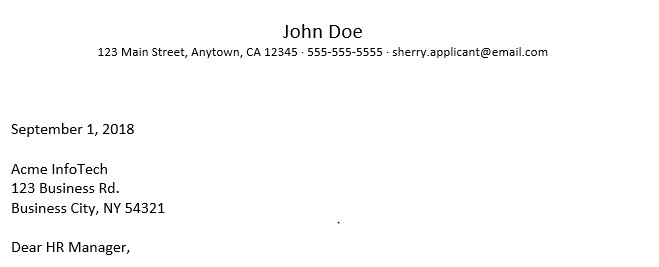 John Doe
123 Main Street, Anytown, CA 12345 · 555-555-5555 · sherry.applicant@email.com
September 1, 2018
Acme InfoTech
123 Business Rd.
Business City, NY 54321
Dear HR Manager,